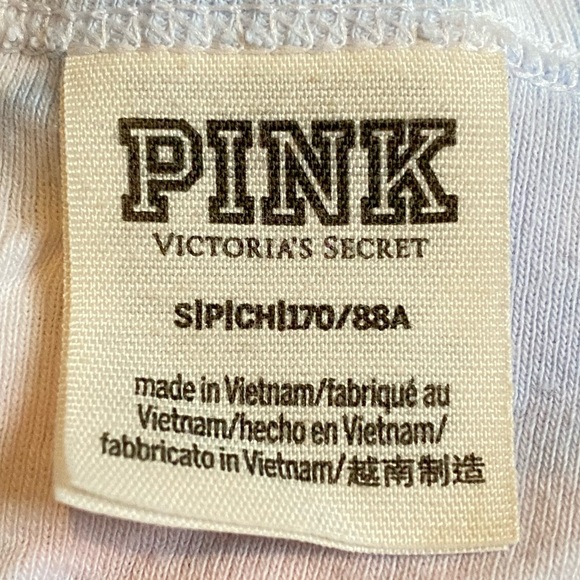 PINK
VICTORIA'S SECRET
S|P|CH|170/88A
made in Vietnam/fabriqué au
Vietnam/hecho en Vietnam/
fabbricato in Vietnam/越南制造